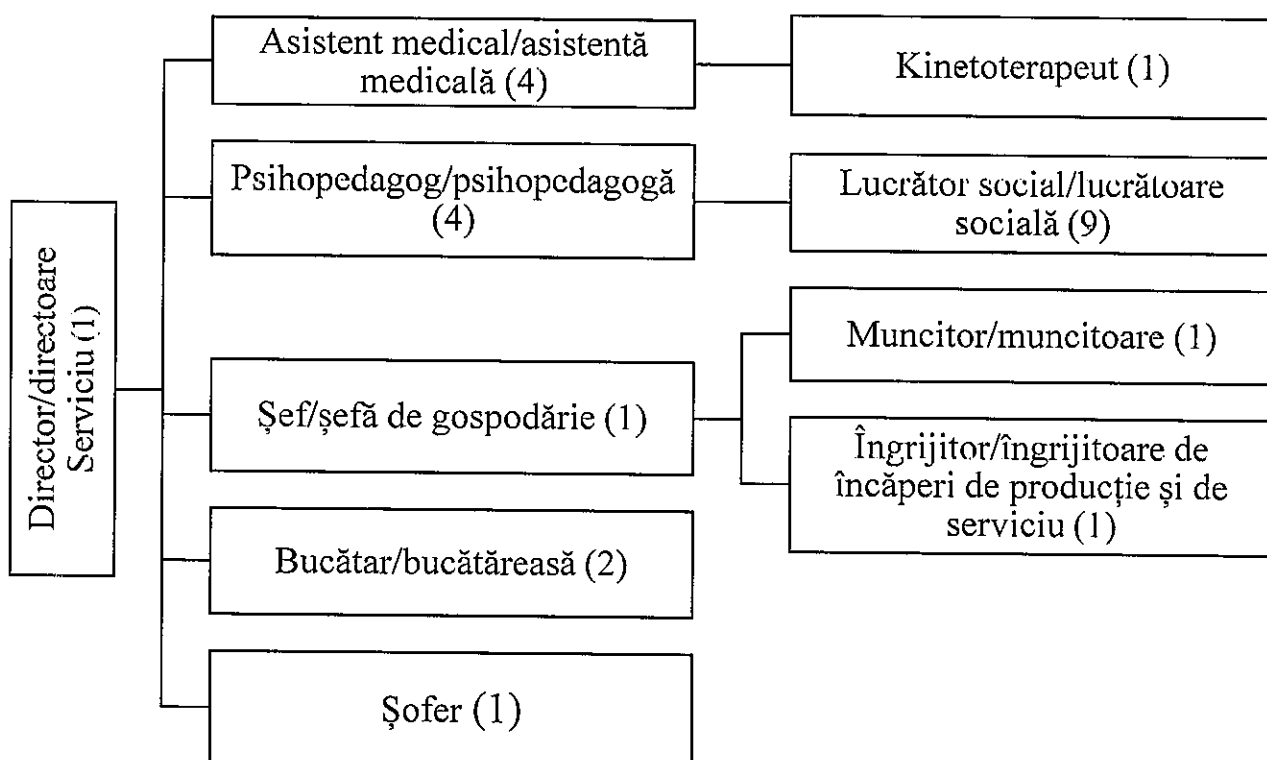 Director/directoare
Serviciu (1)
Asistent medical/asistentă
medicală (4)
Kinetoterapeut (1)
Psihopedagog/psihopedagogă
(4)
Lucrător social/lucrătoare
socială (9)
Șef/șefă de gospodărie (1)
Muncitor/muncitoare (1)
Îngrijitor/îngrijitoare de
încăperi de producție și de
serviciu (1)
Bucătar/bucătăreasă (2)
Șofer (1)